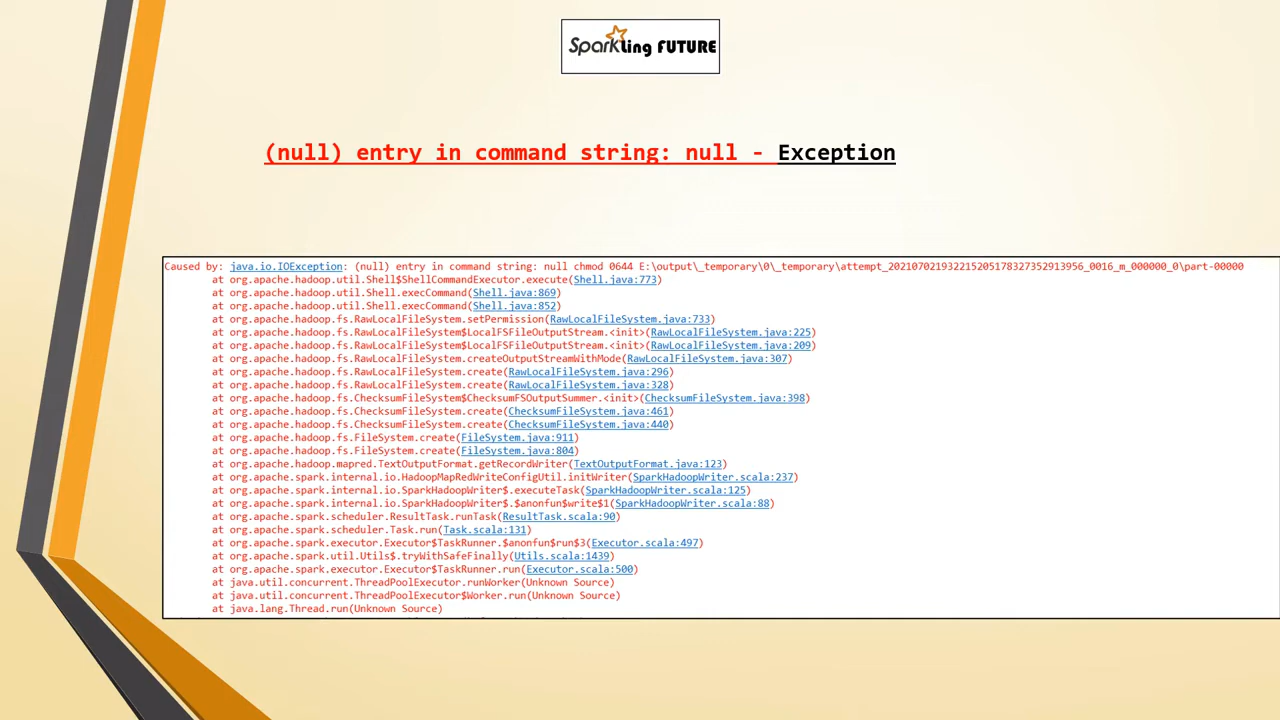 Sparkling FUTURE
(null) entry in command string: null - Exception
Caused by: java.io.IOException: (null) entry in command string: null chmod 0644 E:\output\_temporary\0\_temporary\attempt_20210702193221520517832735291395​6_0016_m_000000_0\part-00000
at org.apache.hadoop.util.Shell$ShellCommandExecutor.execute(Shell.java:773)
at org.apache.hadoop.util.Shell.execCommand(Shell.java:869)
at org.apache.hadoop.util.Shell.execCommand(Shell.java:852)
at org.apache.hadoop.fs.RawLocalFileSystem.setPermission(RawLocalFileSystem.java:733)
at org.apache.hadoop.fs.RawLocalFileSystem$LocalFSFileOutputStream.<init>(RawLocalFileSystem.java:225)
at org.apache.hadoop.fs.RawLocalFileSystem$LocalFSFileOutputStream.<init>(RawLocalFileSystem.java:209)
at org.apache.hadoop.fs.RawLocalFileSystem.createOutputStreamWithMode(RawLocalFileSystem.java:307)
at org.apache.hadoop.fs.RawLocalFileSystem.create(RawLocalFileSystem.java:296)
at org.apache.hadoop.fs.RawLocalFileSystem.create(RawLocalFileSystem.java:328)
at org.apache.hadoop.fs.ChecksumFileSystem$ChecksumFSOutputSummer.<init>(ChecksumFileSystem.java:398)
at org.apache.hadoop.fs.ChecksumFileSystem.create(ChecksumFileSystem.java:461)
at org.apache.hadoop.fs.ChecksumFileSystem.create(ChecksumFileSystem.java:440)
at org.apache.hadoop.fs.FileSystem.create(FileSystem.java:911)
at org.apache.hadoop.fs.FileSystem.create(FileSystem.java:804)
at org.apache.hadoop.mapred.TextOutputFormat.getRecordWriter(TextOutputFormat.java:123)
at org.apache.spark.internal.io.HadoopMapRedWriteConfigUtil.initWriter(SparkHadoopWriter.scala:237)
at org.apache.spark.internal.io.SparkHadoopWriter$.executeTask(SparkHadoopWriter.scala:125)
at org.apache.spark.internal.io.SparkHadoopWriter$.$anonfun$write$1(SparkHadoopWriter.scala:88)
at org.apache.spark.scheduler.ResultTask.runTask(ResultTask.scala:90)
at org.apache.spark.scheduler.Task.run(Task.scala:131)
at org.apache.spark.executor.Executor$TaskRunner.$anonfun$run$3(Executor.scala:497)
at org.apache.spark.util.Utils$.tryWithSafeFinally(Utils.scala:1439)
at org.apache.spark.executor.Executor$TaskRunner.run(Executor.scala:500)
at java.util.concurrent.ThreadPoolExecutor.runWorker(Unknown Source)
at java.util.concurrent.ThreadPoolExecutor$Worker.run(Unknown Source)
at java.lang.Thread.run(Unknown Source)